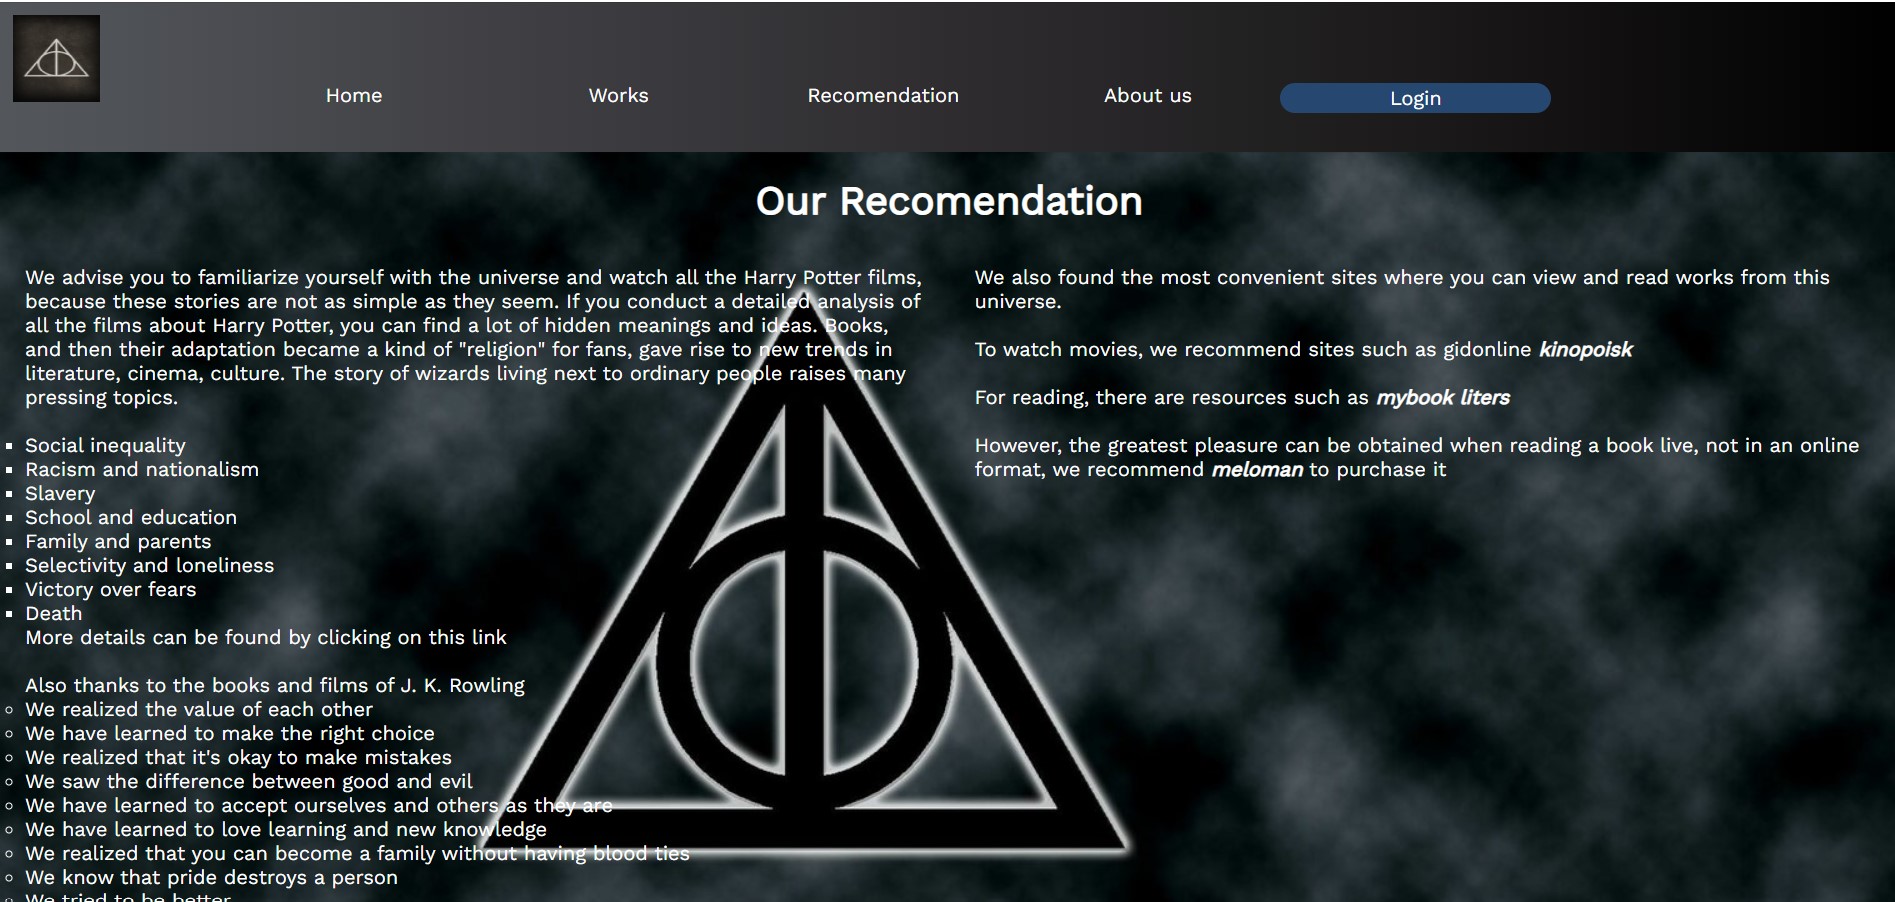 Home Works Recomendation About us Login
Our Recomendation
We advise you to familiarize yourself with the universe and watch all the Harry Potter films,
because these stories are not as simple as they seem. If you conduct a detailed analysis of
all the films about Harry Potter, you can find a lot of hidden meanings and ideas. Books,
and then their adaptation became a kind of "religion" for fans, gave rise to new trends in
literature, cinema, culture. The story of wizards living next to ordinary people raises many
pressing topics.
Social inequality
Racism and nationalism
Slavery
School and education
Family and parents
Selectivity and loneliness
Victory over fears
Death
More details can be found by clicking on this link
Also thanks to the books and films of J. K. Rowling
We realized the value of each other
We have learned to make the right choice
We realized that it's okay to make mistakes
We saw the difference between good and evil
We have learned to accept ourselves and others as they are
We have learned to love learning and new knowledge
We realized that you can become a family without having blood ties
We know that pride destroys a person
We tried to be better
We also found the most convenient sites where you can view and read works from this
universe.
To watch movies, we recommend sites such as gidonline kinopoisk
For reading, there are resources such as mybook liters
However, the greatest pleasure can be obtained when reading a book live, not in an online
format, we recommend meloman to purchase it